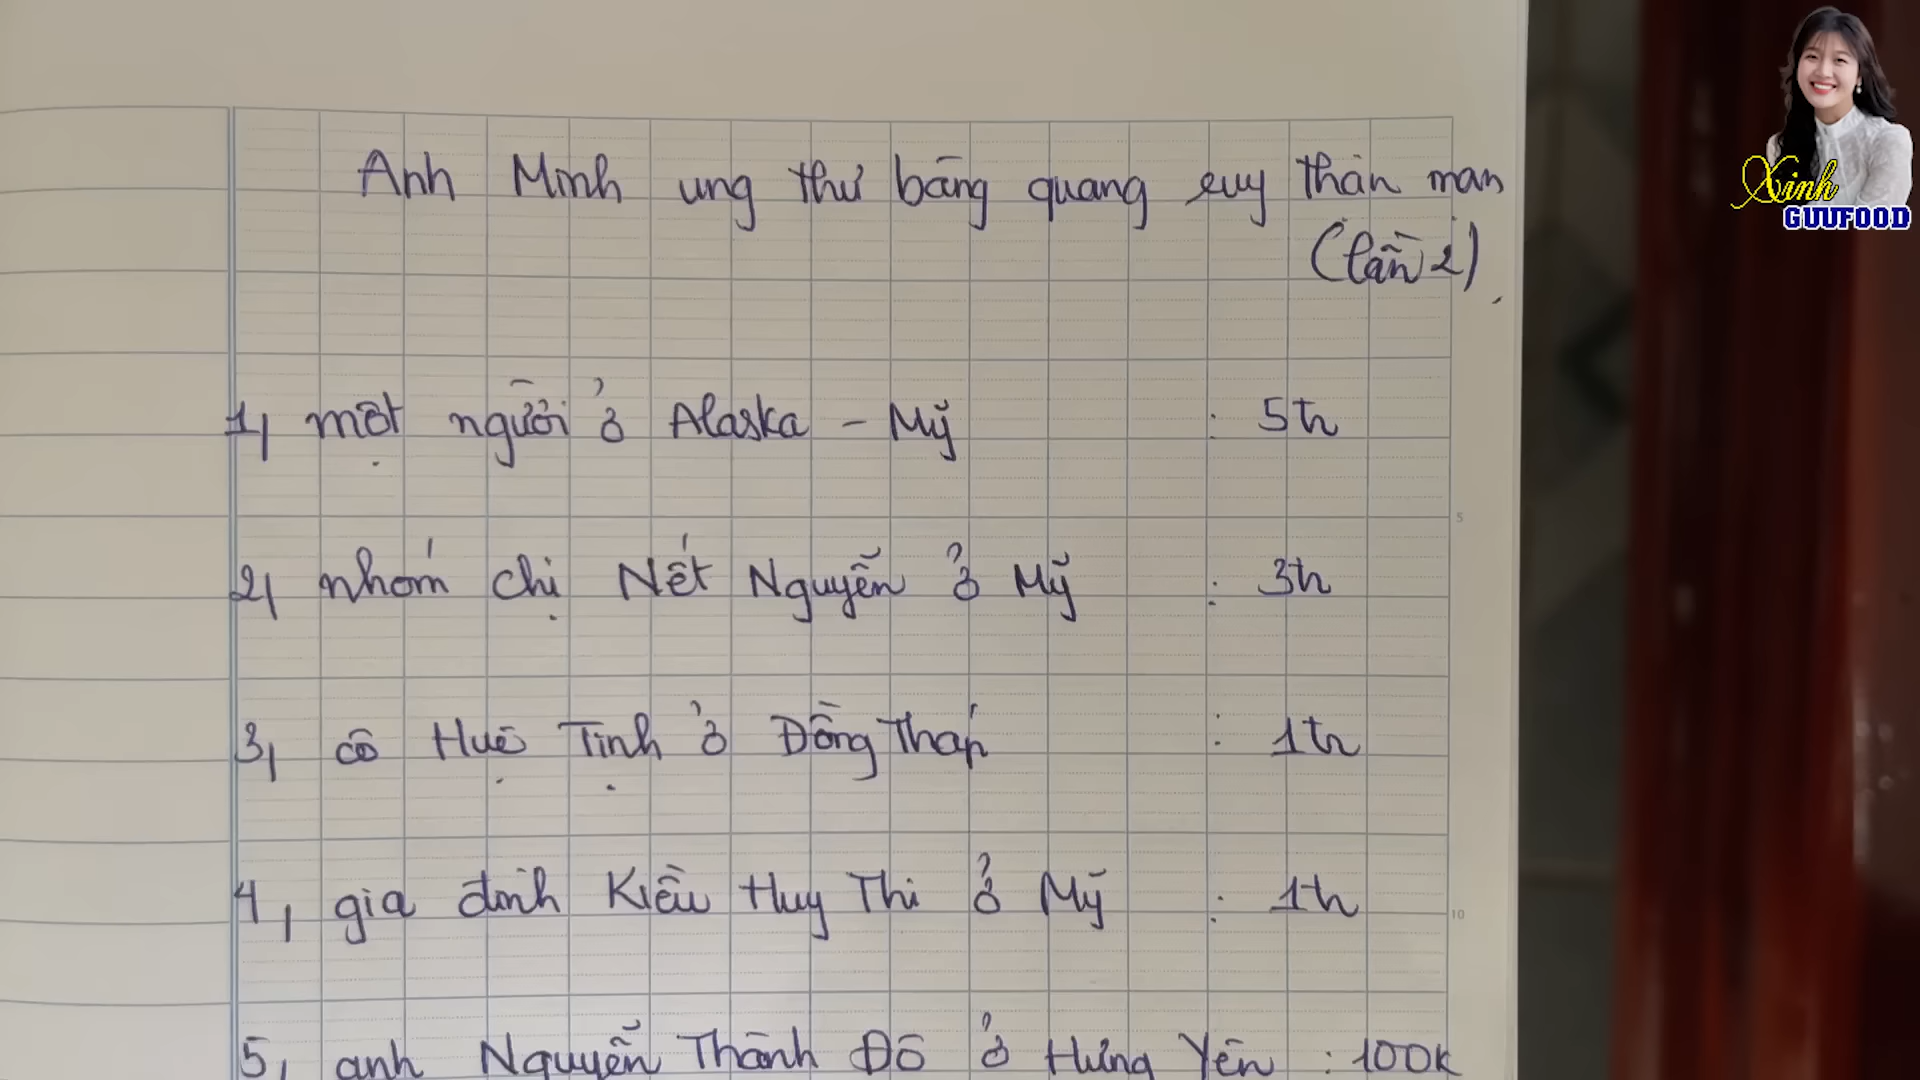 Anh Minh ung thư bàng quang suy thận mạn
(lần 2)
1, một người ở Alaska - Mỹ : 5tr
2, nhóm chị Nết Nguyễn ở Mỹ : 3tr
3, cô Huệ Tịnh ở Đồng Tháp : 1tr
4, gia đình Kiều Huy Thi ở Mỹ : 1tr
5, anh Nguyễn Thành Đô ở Hưng Yên : 100k
Xinh
GUUFOOD